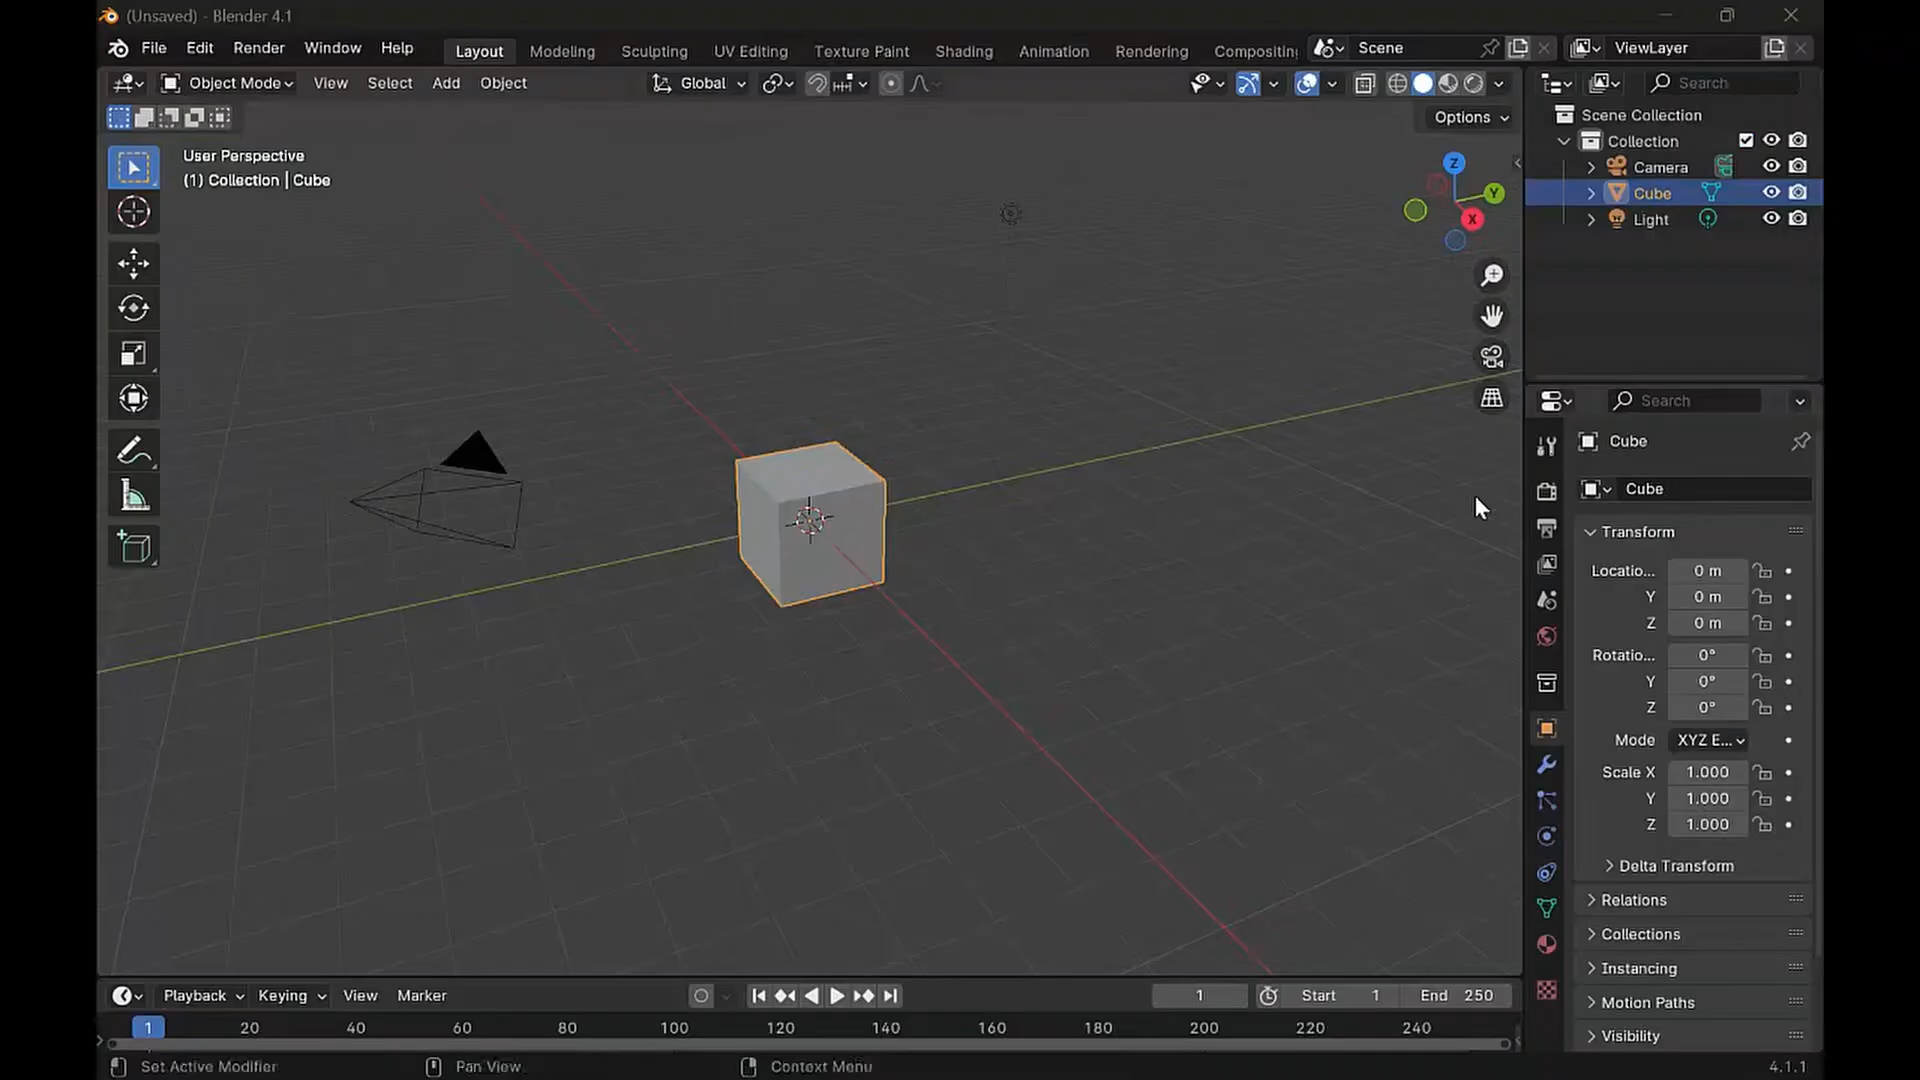 (Unsaved) - Blender 4.1
File Edit Render Window Help Layout Modeling Sculpting UV Editing Texture Paint Shading Animation Rendering Compositing Scene ViewLayer
Object Mode View Select Add Object Global Search
Options
User Perspective
(1) Collection | Cube
Z
Y
X
Scene Collection
Collection
Camera
Cube
Light
Search
Cube
Cube
Transform
Locatio... 0 m
Y 0 m
Z 0 m
Rotatio... 0°
Y 0°
Z 0°
Mode XYZ E...
Scale X 1.000
Y 1.000
Z 1.000
Delta Transform
Relations
Collections
Instancing
Motion Paths
Visibility
Playback Keying View Marker 1 Start 1 End 250
1 20 40 60 80 100 120 140 160 180 200 220 240
Set Active Modifier Pan View Context Menu 4.1.1